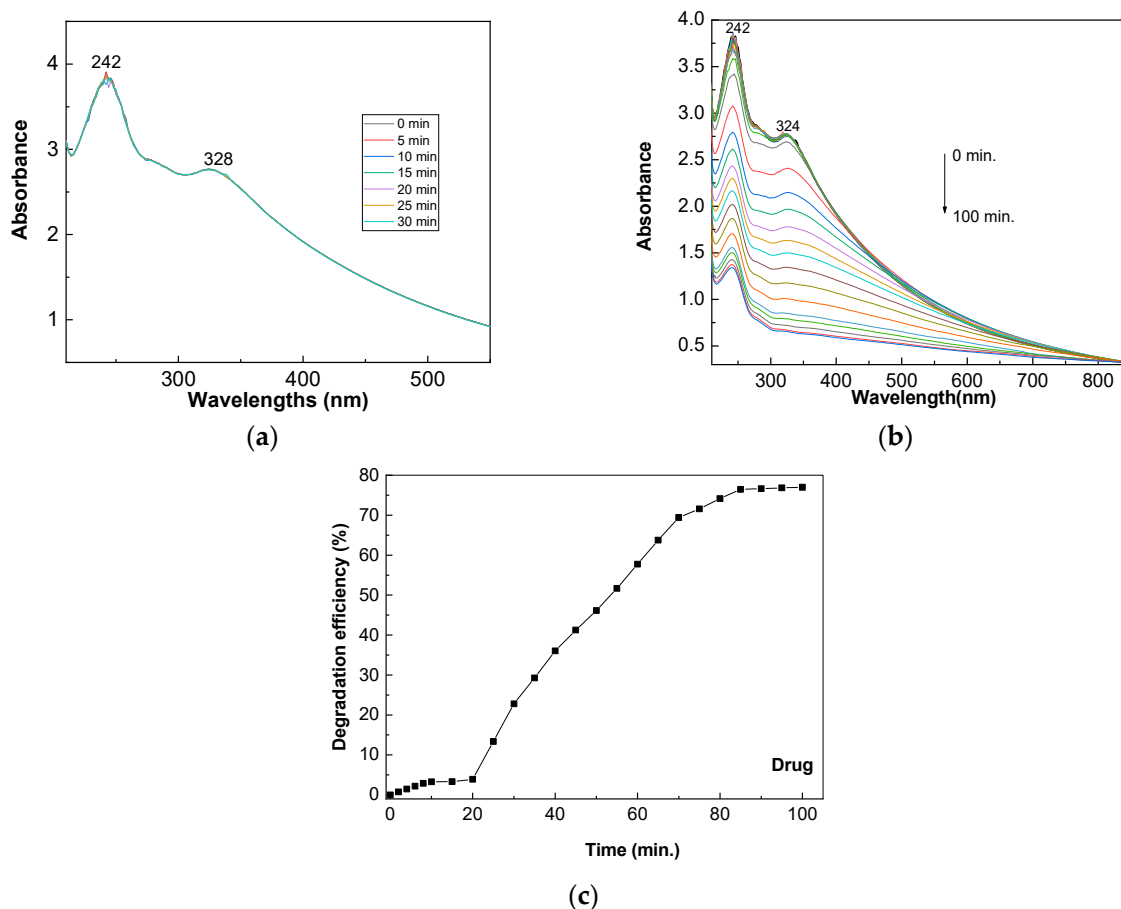 242
328
4
3
2
1
Absorbance
0 min
5 min
10 min
15 min
20 min
25 min
30 min
300
400
500
Wavelengths (nm)
(a)
4.0
3.5
3.0
2.5
2.0
1.5
1.0
0.5
Absorbance
242
324
0 min.
100 min.
300
400
500
600
700
800
Wavelength(nm)
(b)
80
70
60
50
40
30
20
10
0
Degradation efficiency (%)
Drug
0
20
40
60
80
100
Time (min.)
(c)